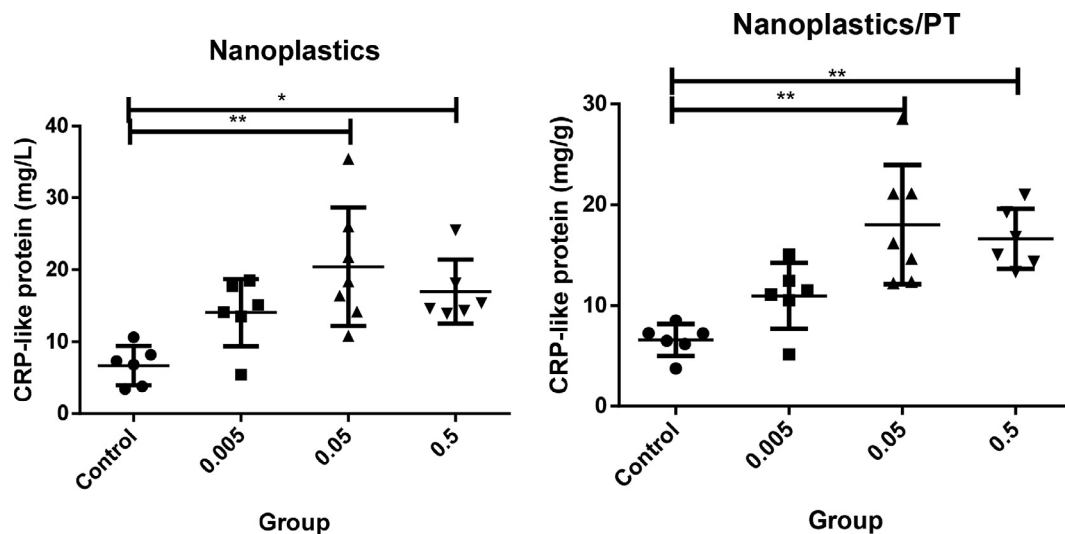 Nanoplastics
*
**
CRP-like protein (mg/L)
40
30
20
10
0
Control
0.005
0.05
0.5
Group
Nanoplastics/PT
**
**
CRP-like protein (mg/g)
30
20
10
0
Control
0.005
0.05
0.5
Group